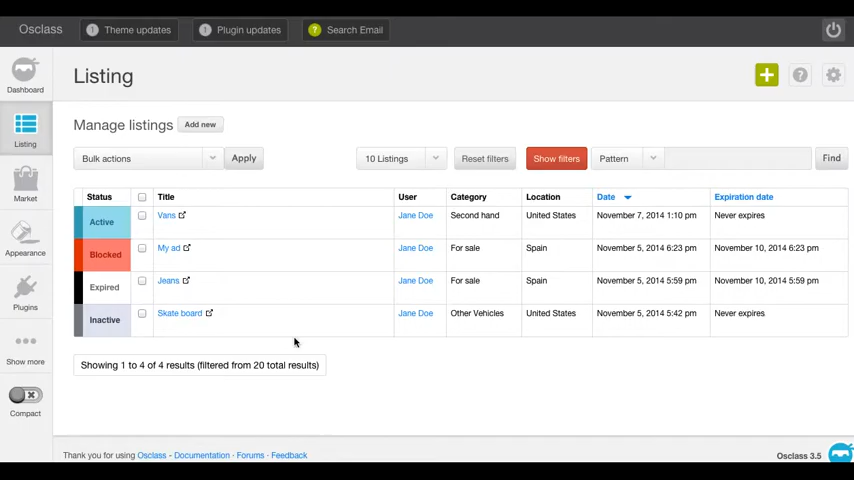 Osclass 1 Theme updates 1 Plugin updates ? Search Email
Listing
Dashboard
Listing
Market
Appearance
Plugins
Show more
Compact
Manage listings Add new
Bulk actions Apply 10 Listings Reset filters Show filters Pattern Find
Status Title User Category Location Date Expiration date
Active Vans Jane Doe Second hand United States November 7, 2014 1:10 pm Never expires
Blocked My ad Jane Doe For sale Spain November 5, 2014 6:23 pm November 10, 2014 6:23 pm
Expired Jeans Jane Doe For sale Spain November 5, 2014 5:59 pm November 10, 2014 5:59 pm
Inactive Skate board Jane Doe Other Vehicles United States November 5, 2014 5:42 pm Never expires
Showing 1 to 4 of 4 results (filtered from 20 total results)
Thank you for using Osclass - Documentation · Forums · Feedback Osclass 3.5